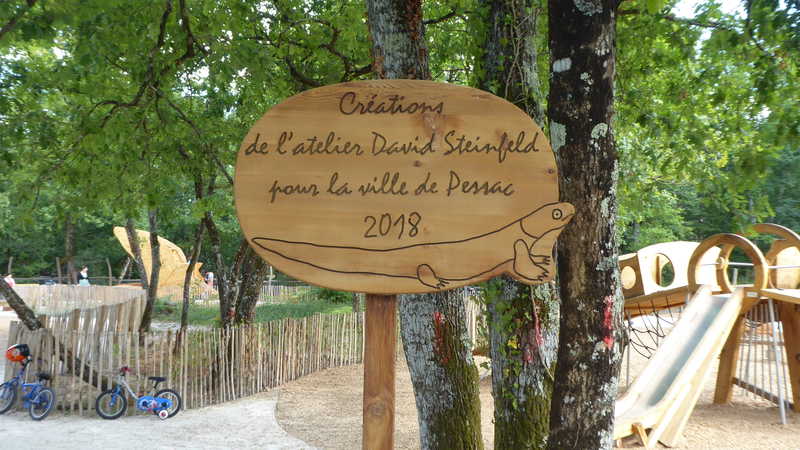 Créations
de l'atelier David Steinfeld
pour la ville de Pessac
2018